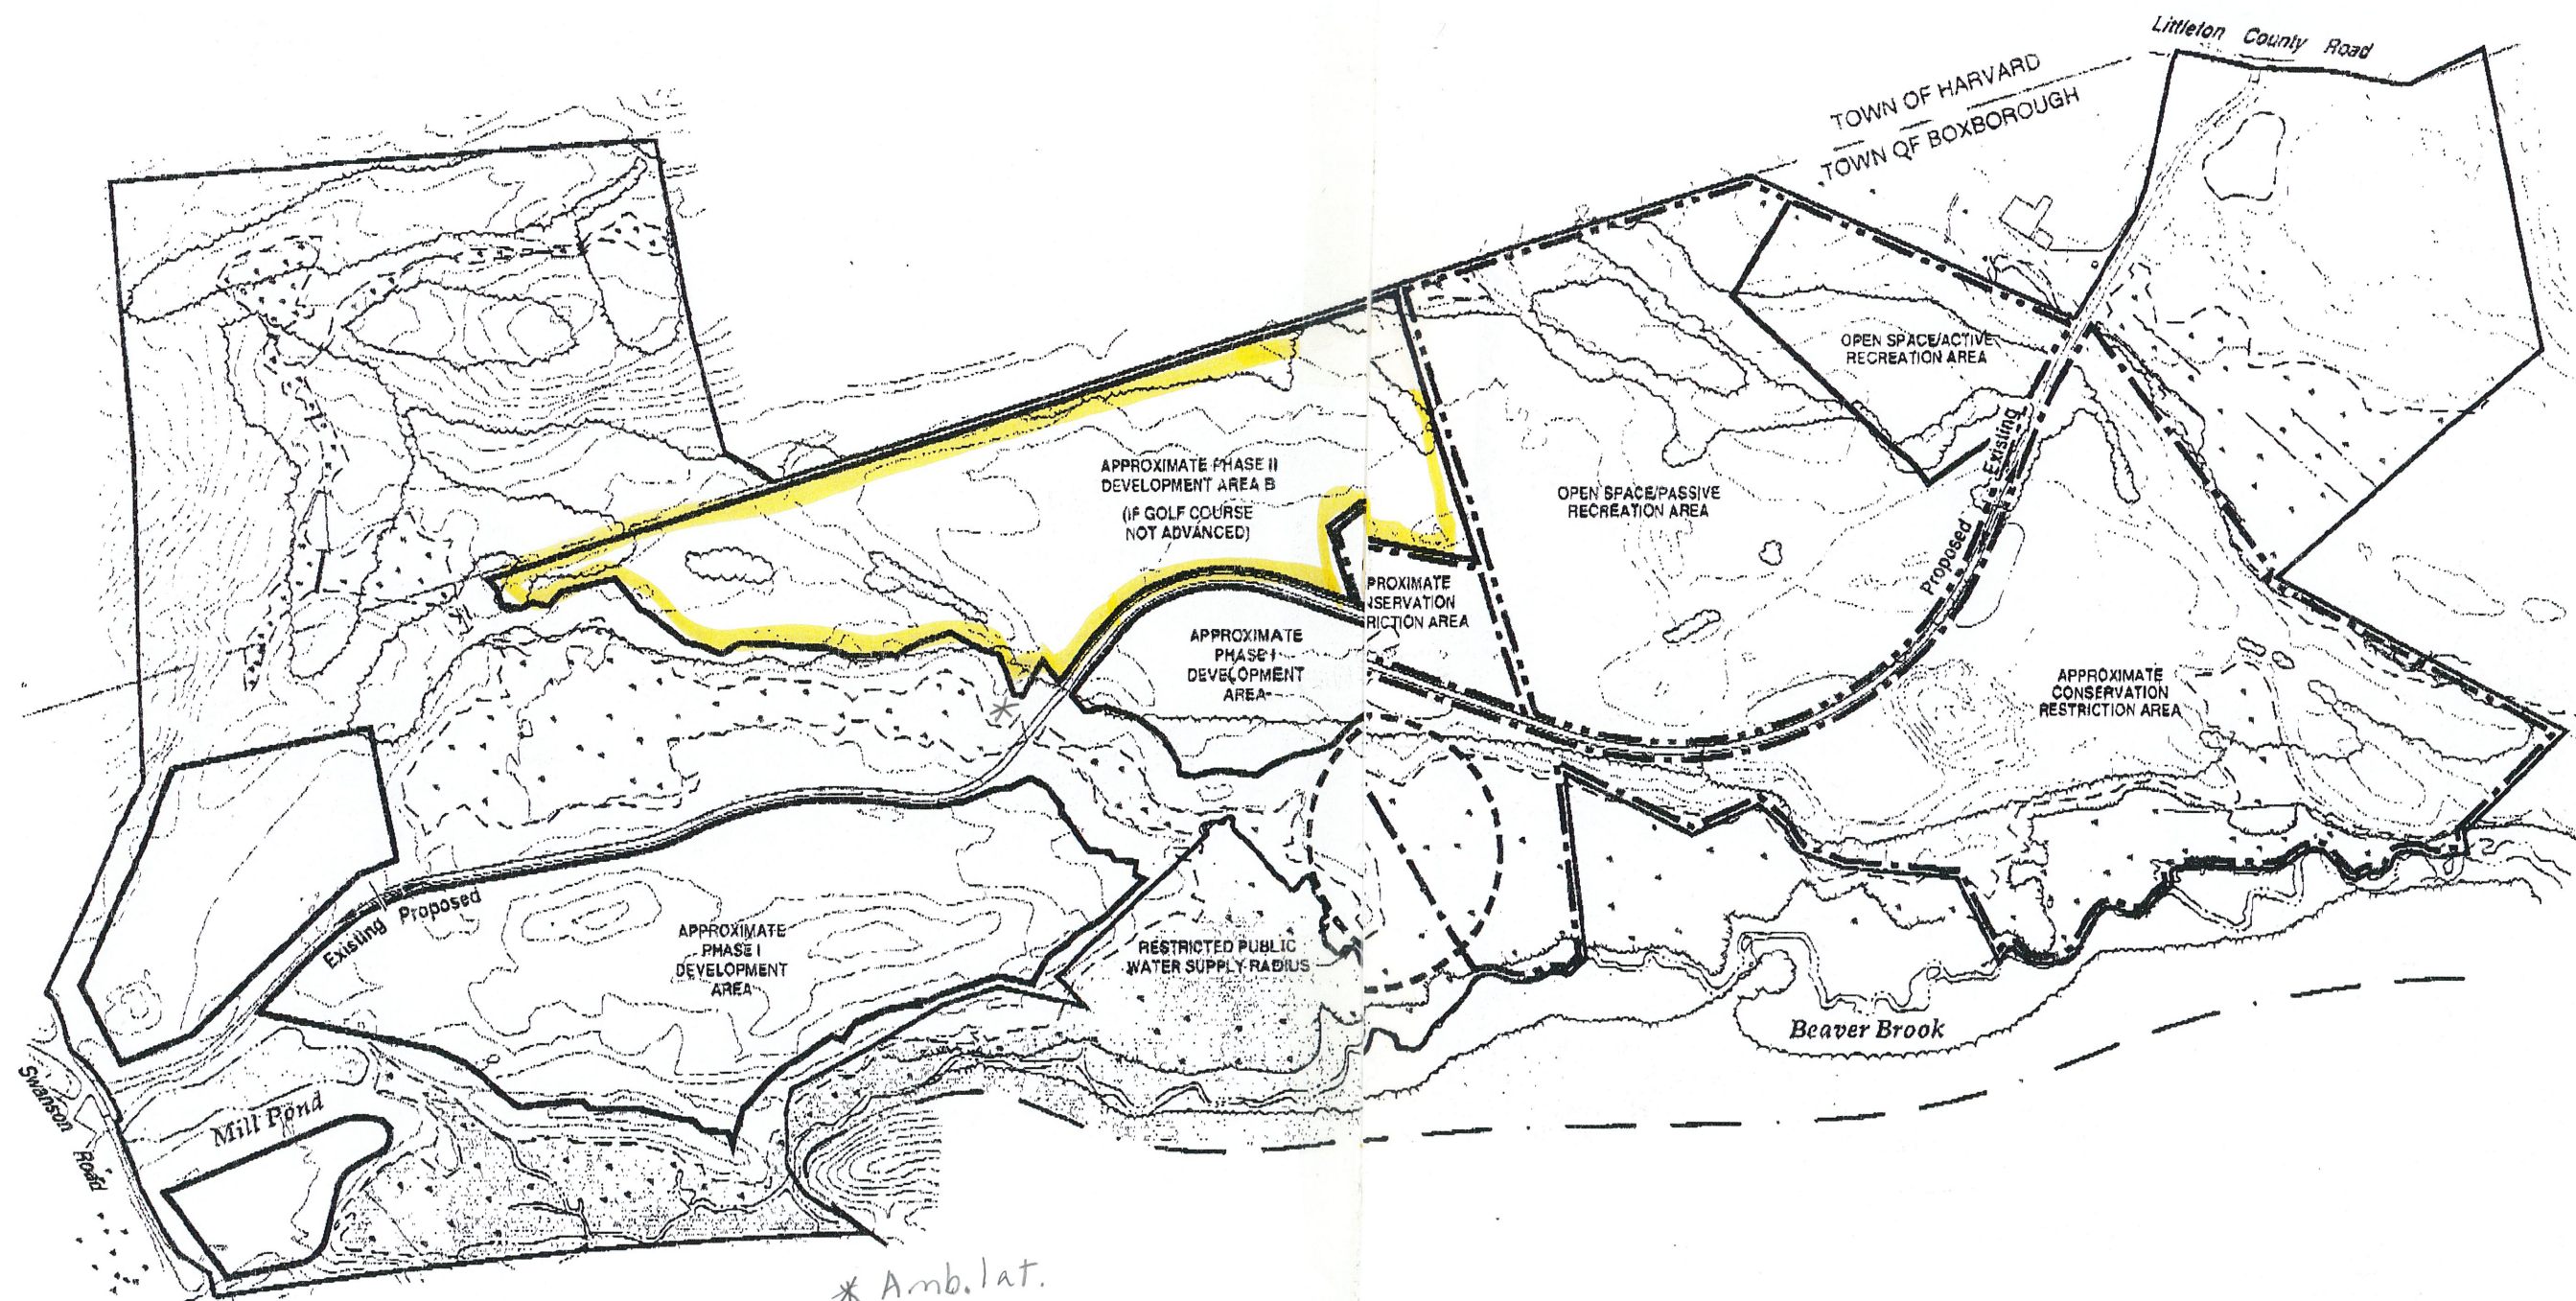 Littleton County Road
TOWN OF HARVARD
TOWN OF BOXBOROUGH
OPEN SPACE/ACTIVE
RECREATION AREA
Existing
Proposed
APPROXIMATE PHASE II
DEVELOPMENT AREA B
(IF GOLF COURSE
NOT ADVANCED)
OPEN SPACE/PASSIVE
RECREATION AREA
PROXIMATE
NSERVATION
RICTION AREA
APPROXIMATE
PHASE I
DEVELOPMENT
AREA
APPROXIMATE
CONSERVATION
RESTRICTION AREA
Existing Proposed
APPROXIMATE
PHASE I
DEVELOPMENT
AREA
RESTRICTED PUBLIC
WATER SUPPLY RADIUS
Beaver Brook
Swanson Road
Mill Pond
*
* Amb. lat.